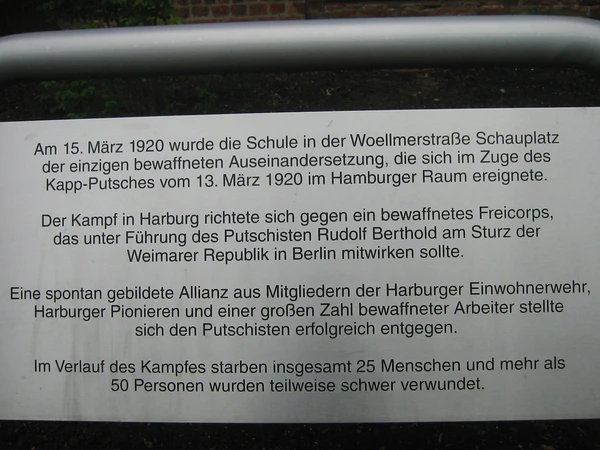 Am 15. März 1920 wurde die Schule in der Woellmerstraße Schauplatz
der einzigen bewaffneten Auseinandersetzung, die sich im Zuge des
Kapp-Putsches vom 13. März 1920 im Hamburger Raum ereignete.
Der Kampf in Harburg richtete sich gegen ein bewaffnetes Freicorps,
das unter Führung des Putschisten Rudolf Berthold am Sturz der
Weimarer Republik in Berlin mitwirken sollte.
Eine spontan gebildete Allianz aus Mitgliedern der Harburger Einwohnerwehr,
Harburger Pionieren und einer großen Zahl bewaffneter Arbeiter stellte
sich den Putschisten erfolgreich entgegen.
Im Verlauf des Kampfes starben insgesamt 25 Menschen und mehr als
50 Personen wurden teilweise schwer verwundet.